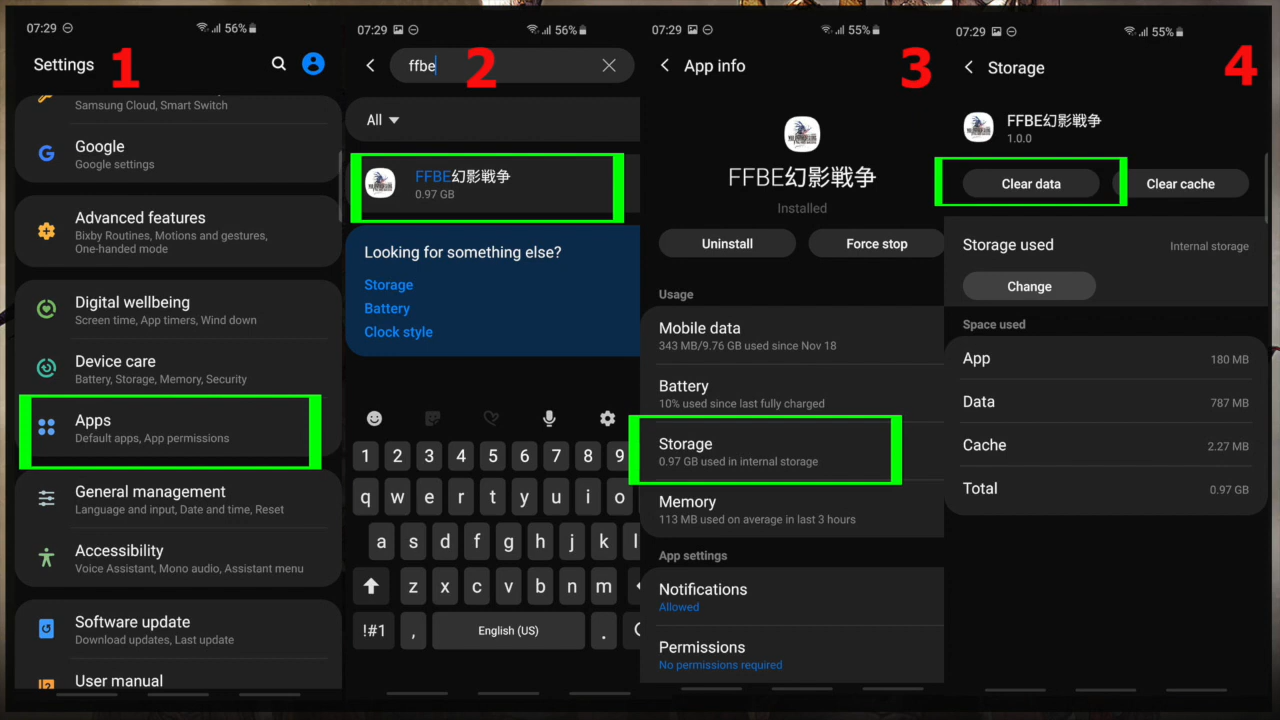 07:29
56%
Settings
1
Samsung Cloud, Smart Switch
Google
Google settings
Advanced features
Bixby Routines, Motions and gestures,
One-handed mode
Digital wellbeing
Screen time, App timers, Wind down
Device care
Battery, Storage, Memory, Security
Apps
Default apps, App permissions
General management
Language and input, Date and time, Reset
Accessibility
Voice Assistant, Mono audio, Assistant menu
Software update
Download updates, Last update
User manual
07:29
56%
ffbe
2
All
FFBE幻影戦争
0.97 GB
Looking for something else?
Storage
Battery
Clock style
1 2 3 4 5 6 7 8 9
q w e r t y u i o
a s d f g h j k l
z x c v b n m
!#1 , English (US) .
07:29
55%
App info
3
FFBE幻影戦争
Installed
Uninstall
Force stop
Usage
Mobile data
343 MB/9.76 GB used since Nov 18
Battery
10% used since last fully charged
Storage
0.97 GB used in internal storage
Memory
113 MB used on average in last 3 hours
App settings
Notifications
Allowed
Permissions
No permissions required
07:29
55%
Storage
4
FFBE幻影戦争
1.0.0
Clear data
Clear cache
Storage used
Internal storage
Change
Space used
App
180 MB
Data
787 MB
Cache
2.27 MB
Total
0.97 GB